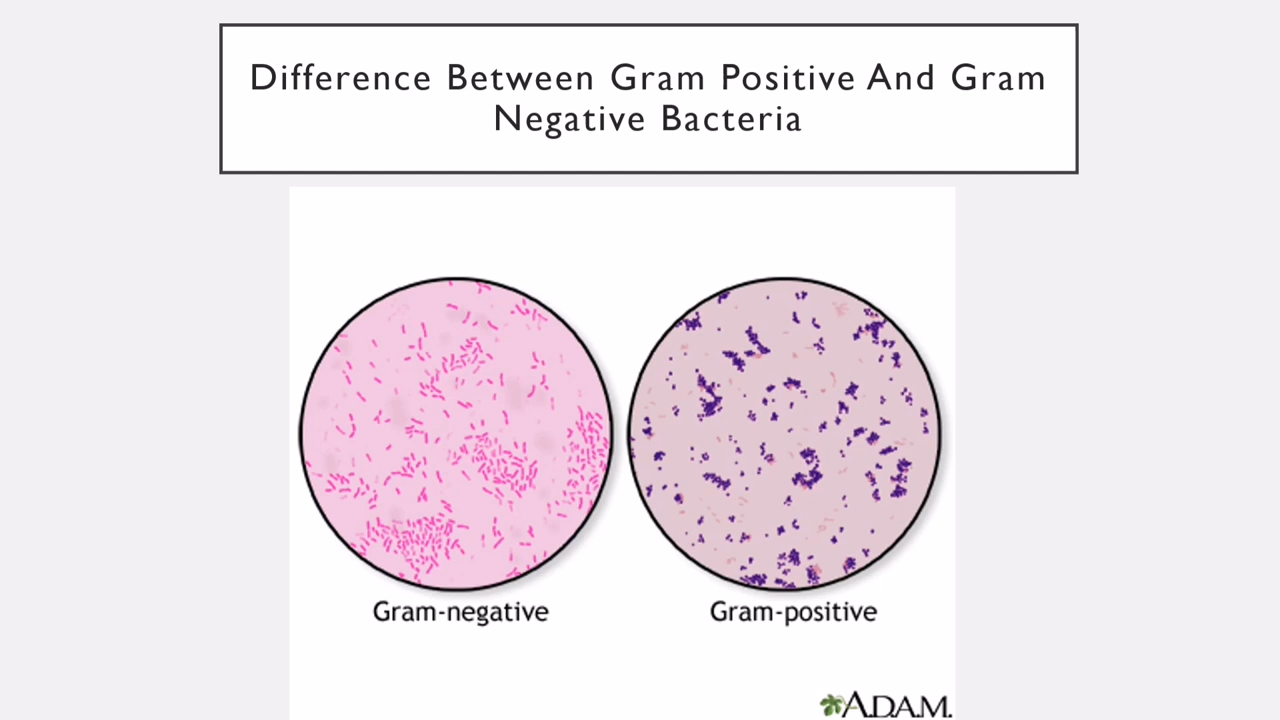 Difference Between Gram Positive And Gram
Negative Bacteria
Gram-negative
Gram-positive
A.D.A.M.